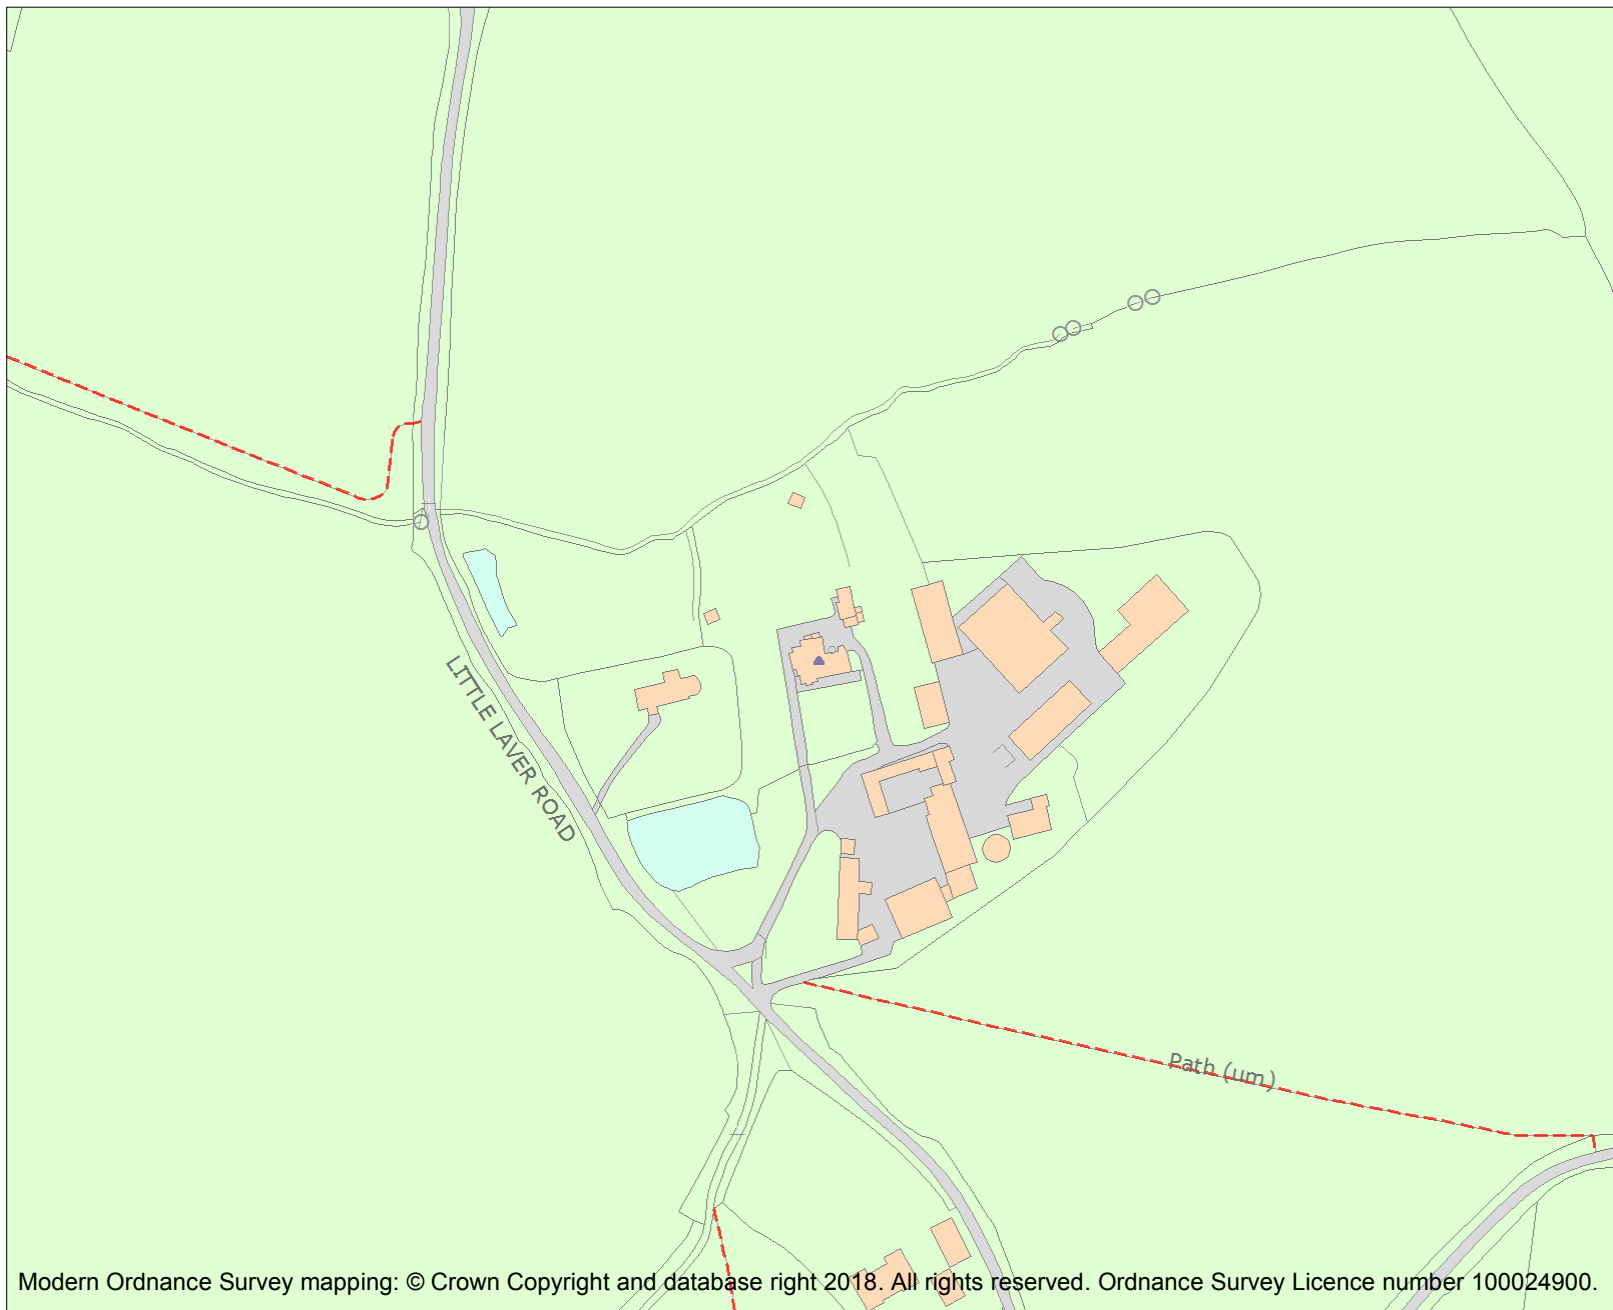 LITTLE LAVER ROAD
Path (um)
Modern Ordnance Survey mapping: © Crown Copyright and database right 2018. All rights reserved. Ordnance Survey Licence number 100024900.